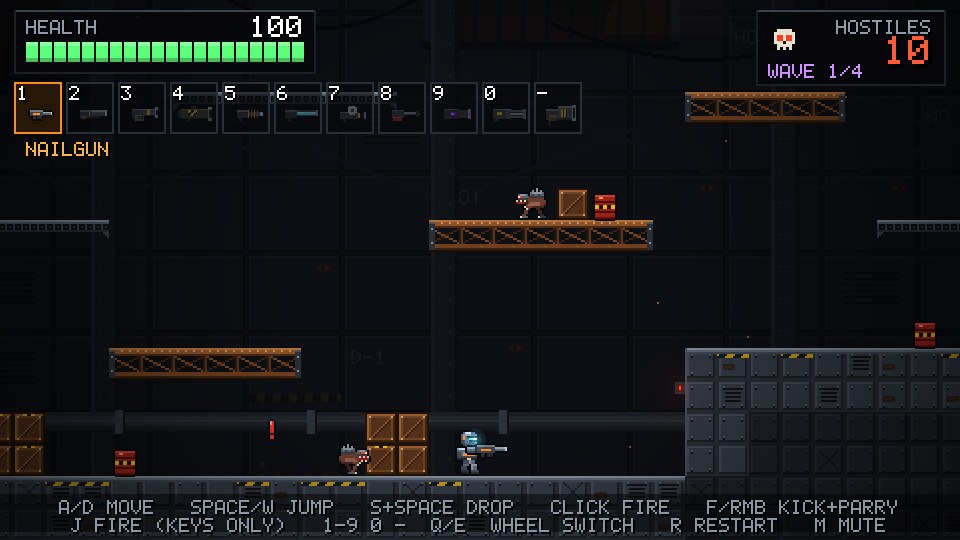 HEALTH 100
HOSTILES
10
WAVE 1/4
1 2 3 4 5 6 7 8 9 0 -
NAILGUN
D-1
!
A/D MOVE SPACE/W JUMP S+SPACE DROP CLICK FIRE F/RMB KICK+PARRY
J FIRE (KEYS ONLY) 1-9 0 - Q/E WHEEL SWITCH R RESTART M MUTE